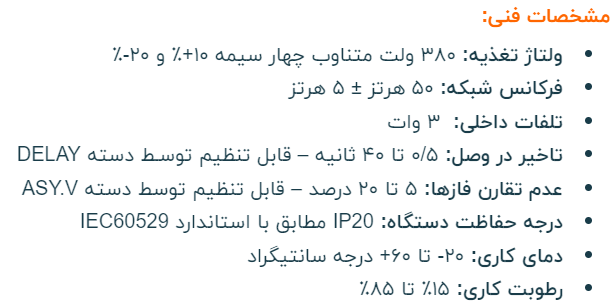 مشخصات فنی:
• ولتاژ تغذیه: ۳۸۰ ولت متناوب چهار سیمه ۱۰+٪ و ۲۰-٪
• فرکانس شبکه: ۵۰ هرتز ± ۵ هرتز
• تلفات داخلی: ۳ وات
• تاخیر در وصل: ۰/۵ تا ۴۰ ثانیه – قابل تنظیم توسط دسته DELAY
• عدم تقارن فازها: ۵ تا ۲۰ درصد – قابل تنظیم توسط دسته ASY.V
• درجه حفاظت دستگاه: IP20 مطابق با استاندارد IEC60529
• دمای کاری: ۲۰- تا ۶۰+ درجه سانتیگراد
• رطوبت کاری: ۱۵٪ تا ۸۵٪